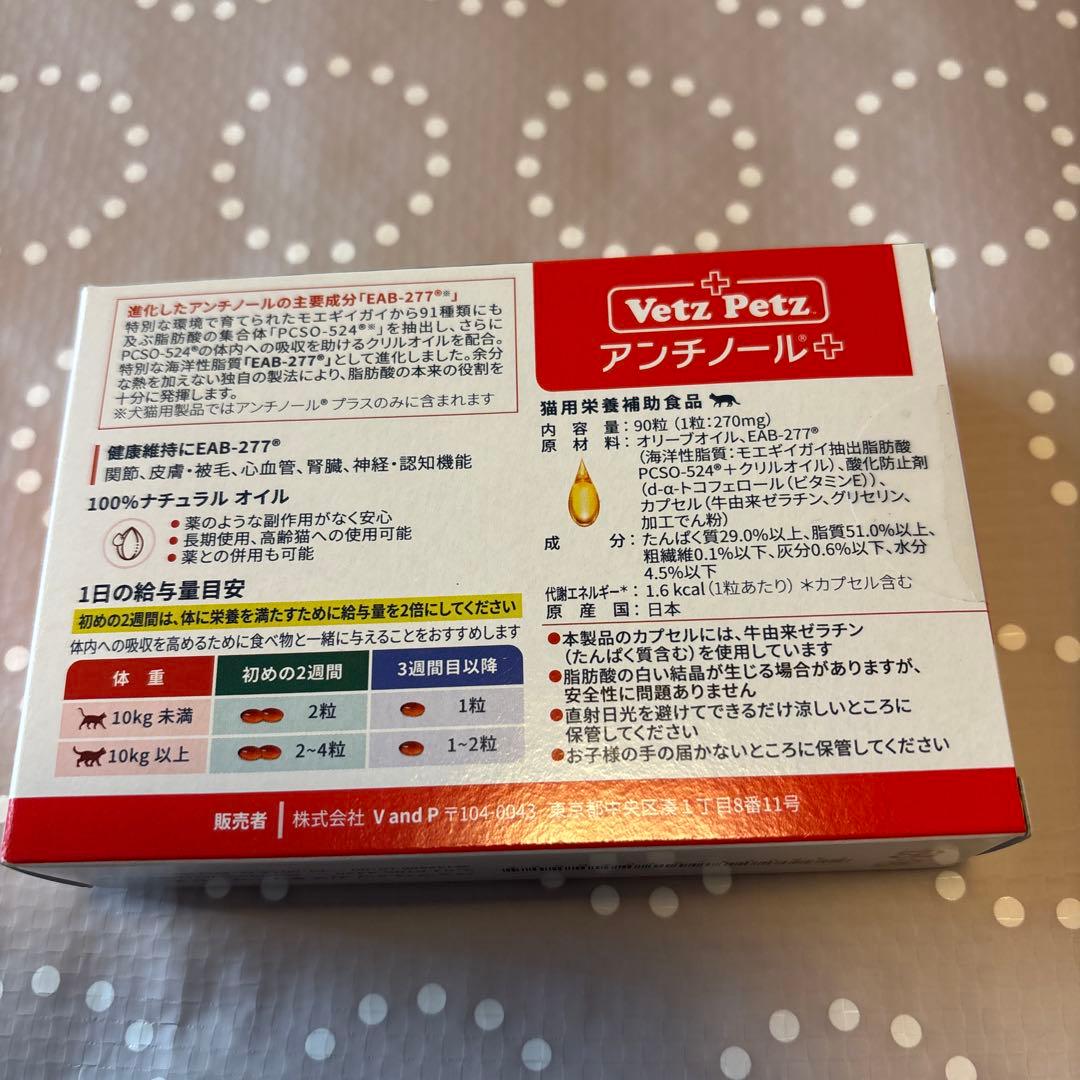 進化したアンチノールの主要成分「EAB-277®※」
特別な環境で育てられたモエギイガイから91種類にも
及ぶ脂肪酸の集合体「PCSO-524®※」を抽出し、さらに
PCSO-524®の体内への吸収を助けるクリルオイルを配合。
特別な海洋性脂質「EAB-277®」として進化しました。余分
な熱を加えない独自の製法により、脂肪酸の本来の役割を
十分に発揮します。
※犬猫用製品ではアンチノール® プラスのみに含まれます
健康維持にEAB-277®
関節、皮膚・被毛、心血管、腎臓、神経・認知機能
100%ナチュラル オイル
●薬のような副作用がなく安心
●長期使用、高齢猫への使用可能
●薬との併用も可能
1日の給与量目安
初めの2週間は、体に栄養を満たすために給与量を2倍にしてください
体内への吸収を高めるために食べ物と一緒に与えることをおすすめします
体重 初めの2週間 3週間目以降
10kg 未満 2粒 1粒
10kg 以上 2~4粒 1~2粒
Vetz Petz™
アンチノール®+
猫用栄養補助食品
内容量:90粒(1粒:270mg)
原材料:オリーブオイル、EAB-277®
(海洋性脂質:モエギイガイ抽出脂肪酸
PCSO-524®+クリルオイル)、酸化防止剤
(d-α-トコフェロール(ビタミンE))、
カプセル(牛由来ゼラチン、グリセリン、
加工でん粉)
成分:たんぱく質29.0%以上、脂質51.0%以上、
粗繊維0.1%以下、灰分0.6%以下、水分
4.5%以下
代謝エネルギー*:1.6 kcal(1粒あたり) *カプセル含む
原産国:日本
●本製品のカプセルには、牛由来ゼラチン
(たんぱく質含む)を使用しています
●脂肪酸の白い結晶が生じる場合がありますが、
安全性に問題ありません
●直射日光を避けてできるだけ涼しいところに
保管してください
●お子様の手の届かないところに保管してください
販売者 株式会社 V and P 〒104-0043 東京都中央区湊1丁目8番11号